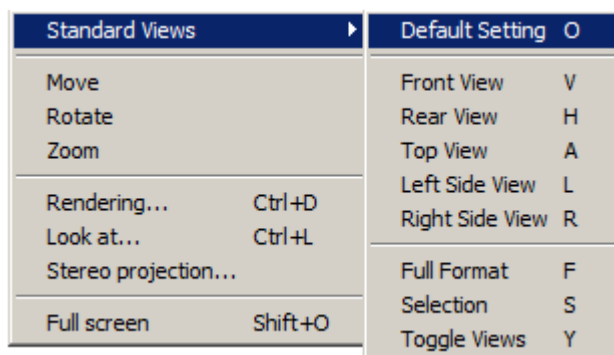 Standard Views
Move
Rotate
Zoom
Rendering... Ctrl+D
Look at... Ctrl+L
Stereo projection...
Full screen Shift+O
Default Setting O
Front View V
Rear View H
Top View A
Left Side View L
Right Side View R
Full Format F
Selection S
Toggle Views Y